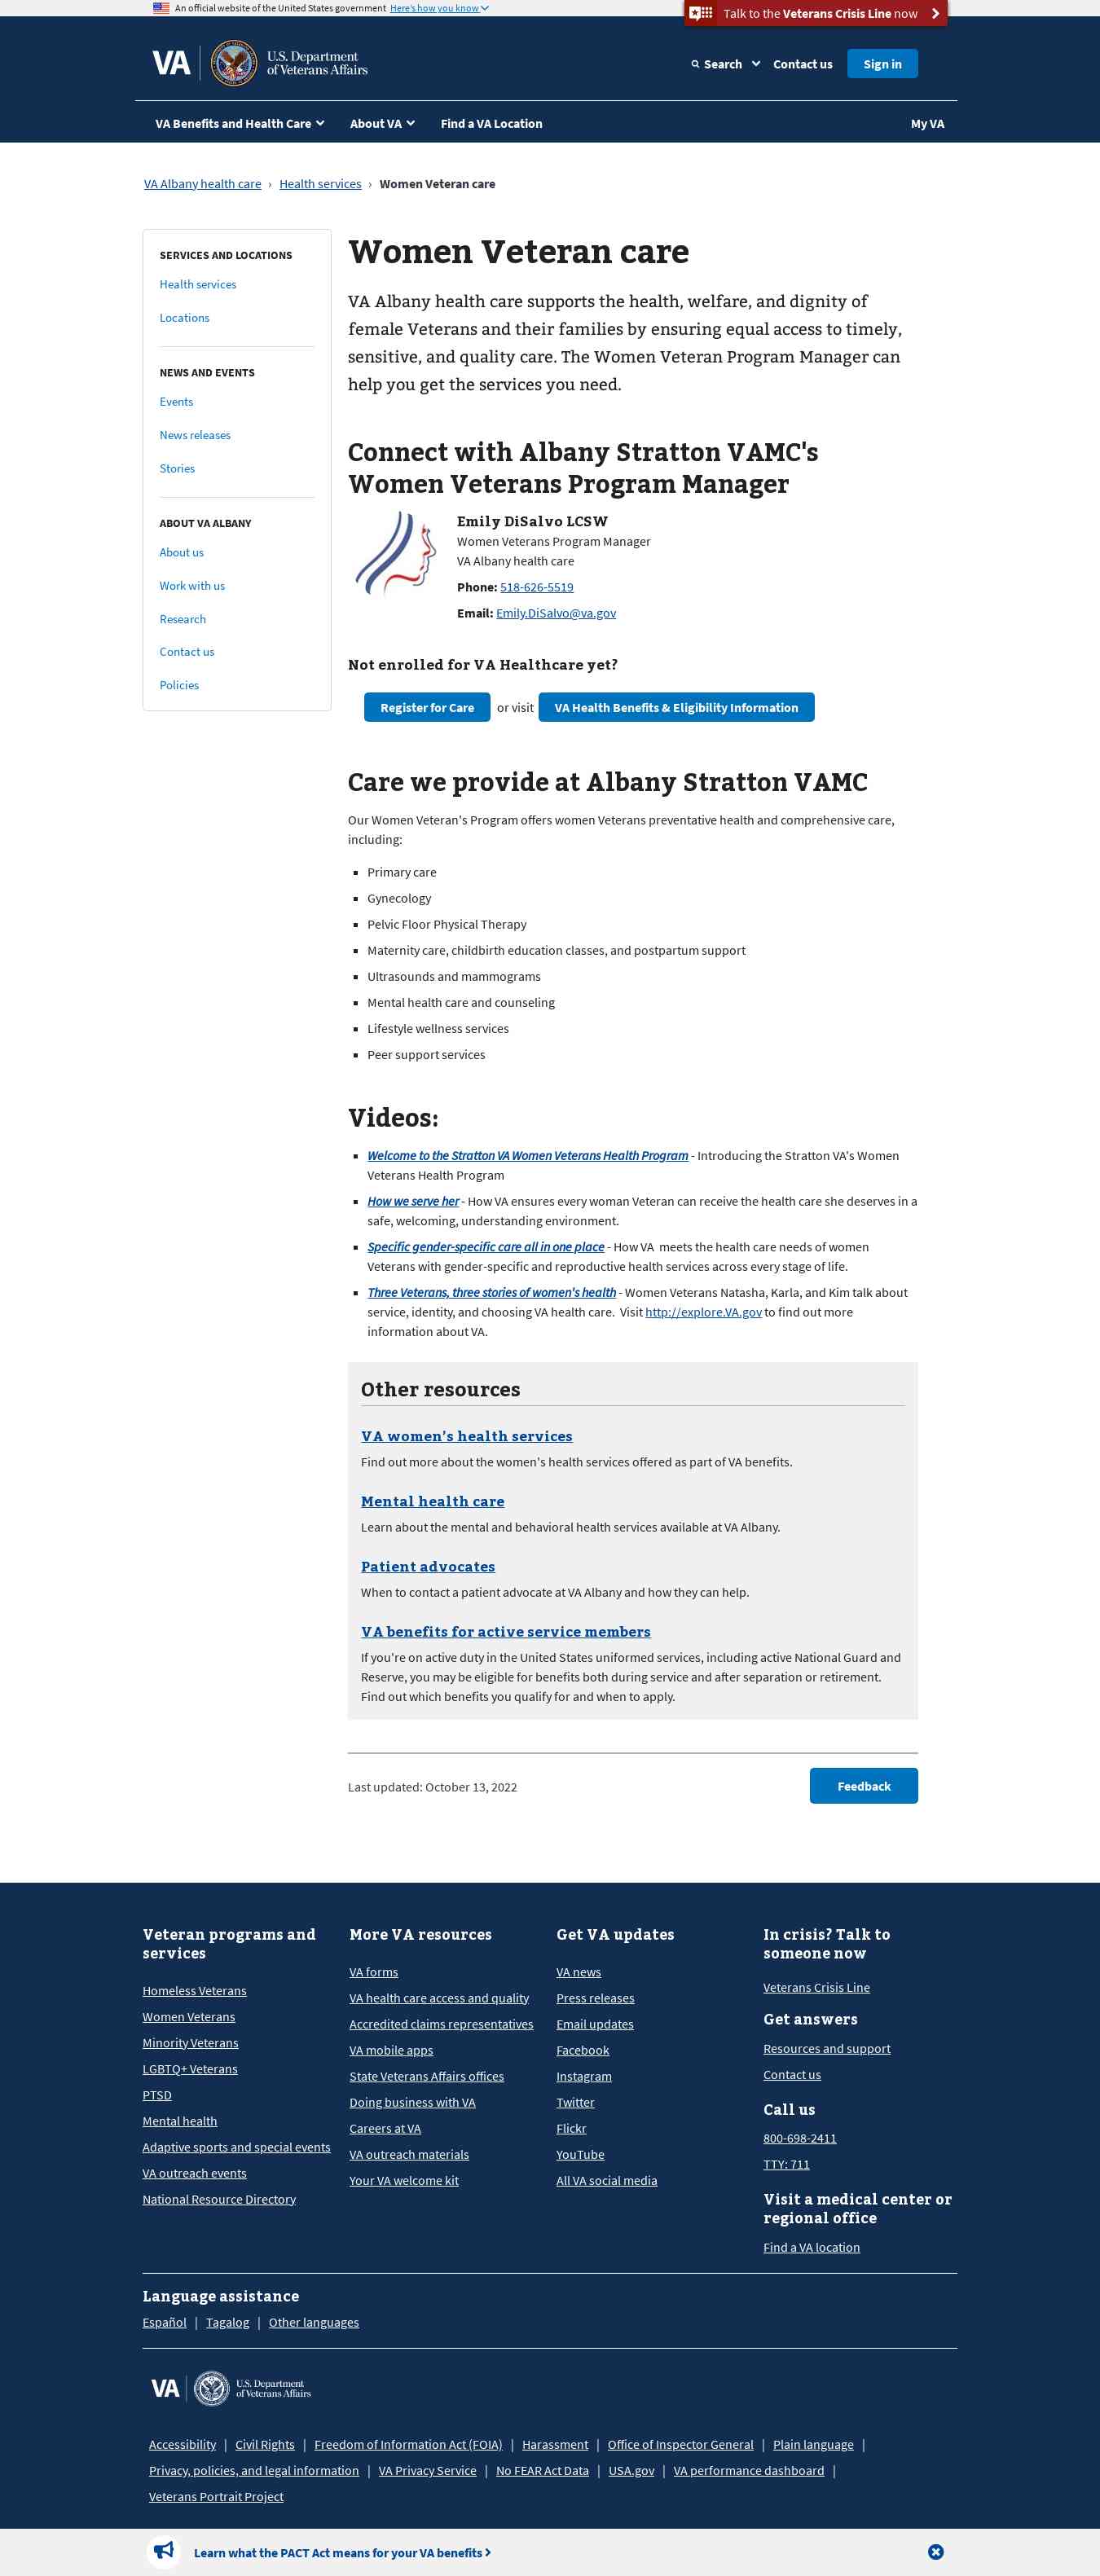 An official website of the United States government Here's how you know
Talk to the Veterans Crisis Line now
VA U.S. Department
of Veterans Affairs
Search
Contact us
Sign in
VA Benefits and Health Care
About VA
Find a VA Location
My VA
VA Albany health care › Health services › Women Veteran care
SERVICES AND LOCATIONS
Health services
Locations
NEWS AND EVENTS
Events
News releases
Stories
ABOUT VA ALBANY
About us
Work with us
Research
Contact us
Policies
Women Veteran care
VA Albany health care supports the health, welfare, and dignity of
female Veterans and their families by ensuring equal access to timely,
sensitive, and quality care. The Women Veteran Program Manager can
help you get the services you need.
Connect with Albany Stratton VAMC's
Women Veterans Program Manager
Emily DiSalvo LCSW
Women Veterans Program Manager
VA Albany health care
Phone: 518-626-5519
Email: Emily.DiSalvo@va.gov
Not enrolled for VA Healthcare yet?
Register for Care or visit VA Health Benefits & Eligibility Information
Care we provide at Albany Stratton VAMC
Our Women Veteran's Program offers women Veterans preventative health and comprehensive care,
including:
Primary care
Gynecology
Pelvic Floor Physical Therapy
Maternity care, childbirth education classes, and postpartum support
Ultrasounds and mammograms
Mental health care and counseling
Lifestyle wellness services
Peer support services
Videos:
Welcome to the Stratton VA Women Veterans Health Program - Introducing the Stratton VA's Women
Veterans Health Program
How we serve her - How VA ensures every woman Veteran can receive the health care she deserves in a
safe, welcoming, understanding environment.
Specific gender-specific care all in one place - How VA meets the health care needs of women
Veterans with gender-specific and reproductive health services across every stage of life.
Three Veterans, three stories of women's health - Women Veterans Natasha, Karla, and Kim talk about
service, identity, and choosing VA health care. Visit http://explore.VA.gov to find out more
information about VA.
Other resources
VA women's health services
Find out more about the women's health services offered as part of VA benefits.
Mental health care
Learn about the mental and behavioral health services available at VA Albany.
Patient advocates
When to contact a patient advocate at VA Albany and how they can help.
VA benefits for active service members
If you're on active duty in the United States uniformed services, including active National Guard and
Reserve, you may be eligible for benefits both during service and after separation or retirement.
Find out which benefits you qualify for and when to apply.
Last updated: October 13, 2022
Feedback
Veteran programs and
services
Homeless Veterans
Women Veterans
Minority Veterans
LGBTQ+ Veterans
PTSD
Mental health
Adaptive sports and special events
VA outreach events
National Resource Directory
More VA resources
VA forms
VA health care access and quality
Accredited claims representatives
VA mobile apps
State Veterans Affairs offices
Doing business with VA
Careers at VA
VA outreach materials
Your VA welcome kit
Get VA updates
VA news
Press releases
Email updates
Facebook
Instagram
Twitter
Flickr
YouTube
All VA social media
In crisis? Talk to
someone now
Veterans Crisis Line
Get answers
Resources and support
Contact us
Call us
800-698-2411
TTY: 711
Visit a medical center or
regional office
Find a VA location
Language assistance
Español | Tagalog | Other languages
VA U.S. Department
of Veterans Affairs
Accessibility | Civil Rights | Freedom of Information Act (FOIA) | Harassment | Office of Inspector General | Plain language |
Privacy, policies, and legal information | VA Privacy Service | No FEAR Act Data | USA.gov | VA performance dashboard |
Veterans Portrait Project
Learn what the PACT Act means for your VA benefits